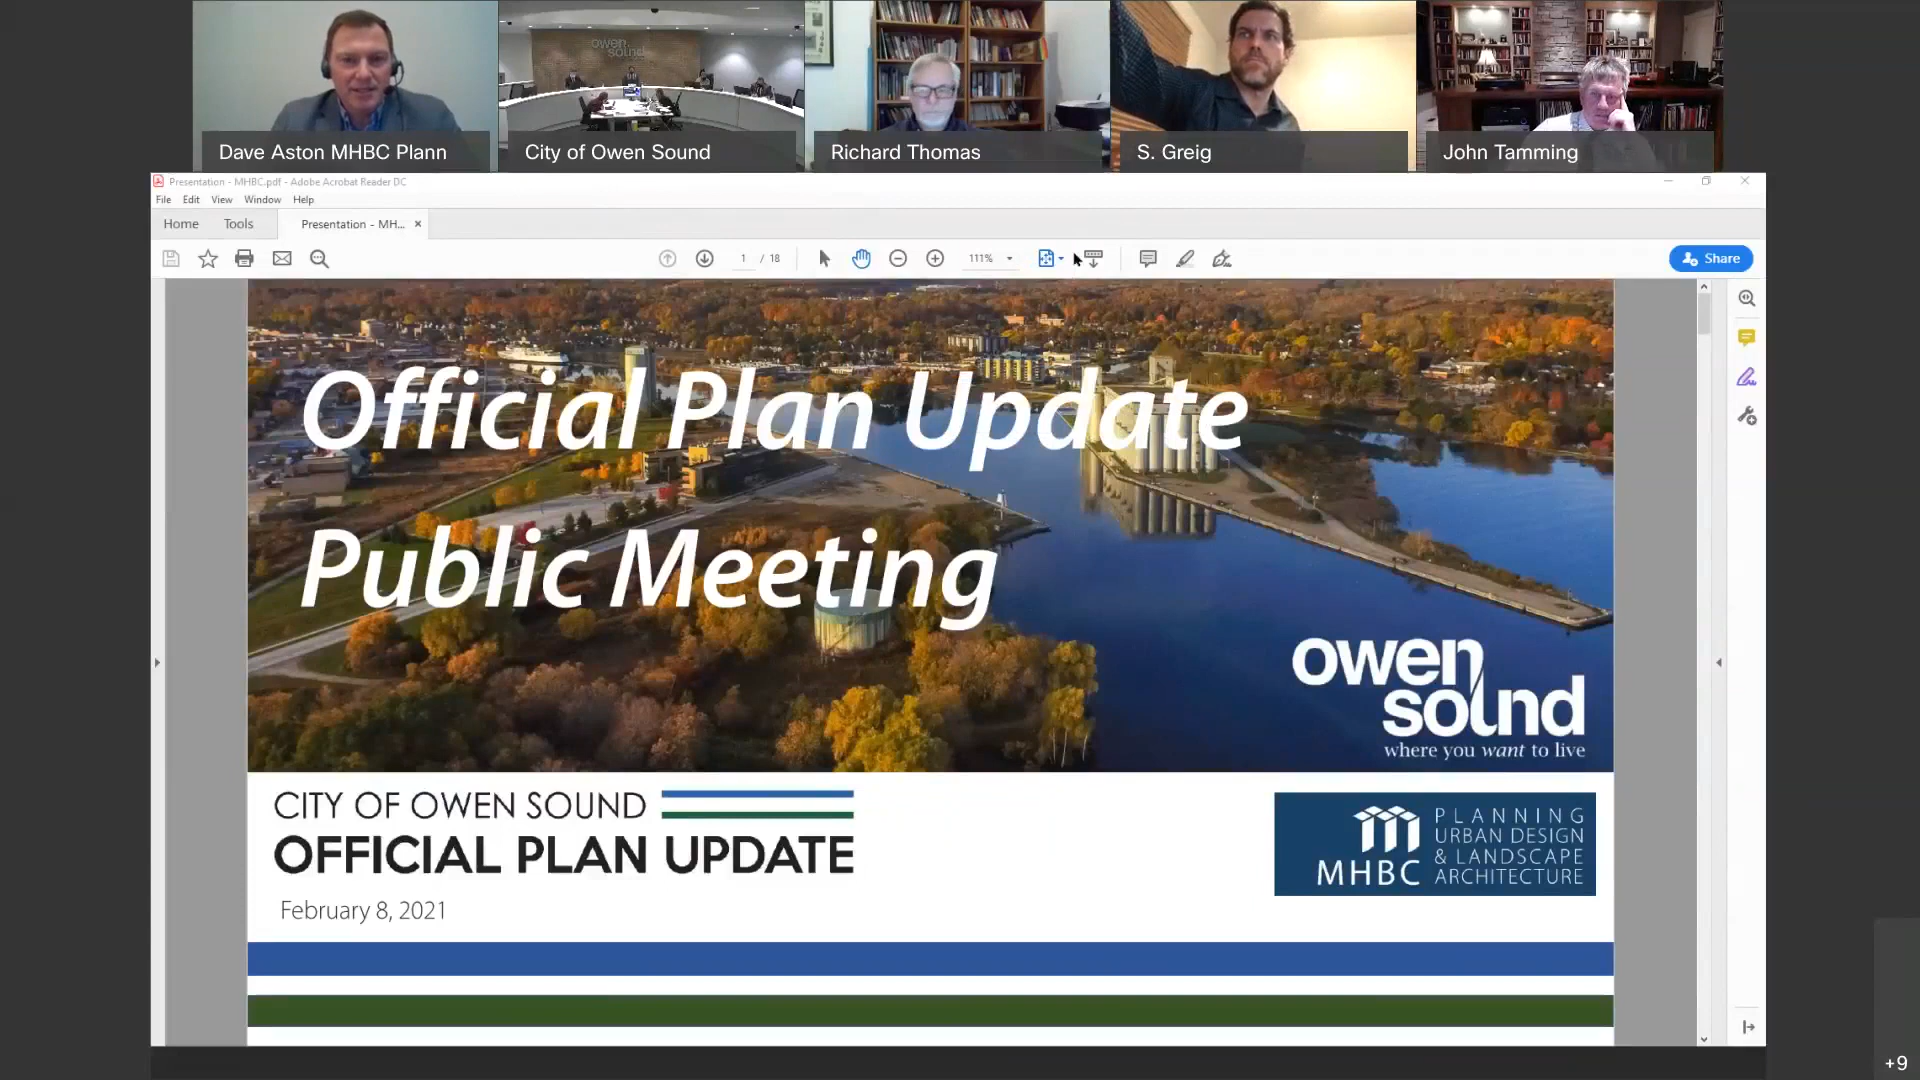 owen
sound
Dave Aston MHBC Plann
City of Owen Sound
Richard Thomas
S. Greig
John Tamming
Presentation - MHBC.pdf - Adobe Acrobat Reader DC
File Edit View Window Help
Home Tools Presentation - MH... ×
1 / 18 111% Share
Official Plan Update
Public Meeting
owen
sound
where you want to live
CITY OF OWEN SOUND
OFFICIAL PLAN UPDATE
February 8, 2021
MHBC
PLANNING
URBAN DESIGN
& LANDSCAPE
ARCHITECTURE
+9